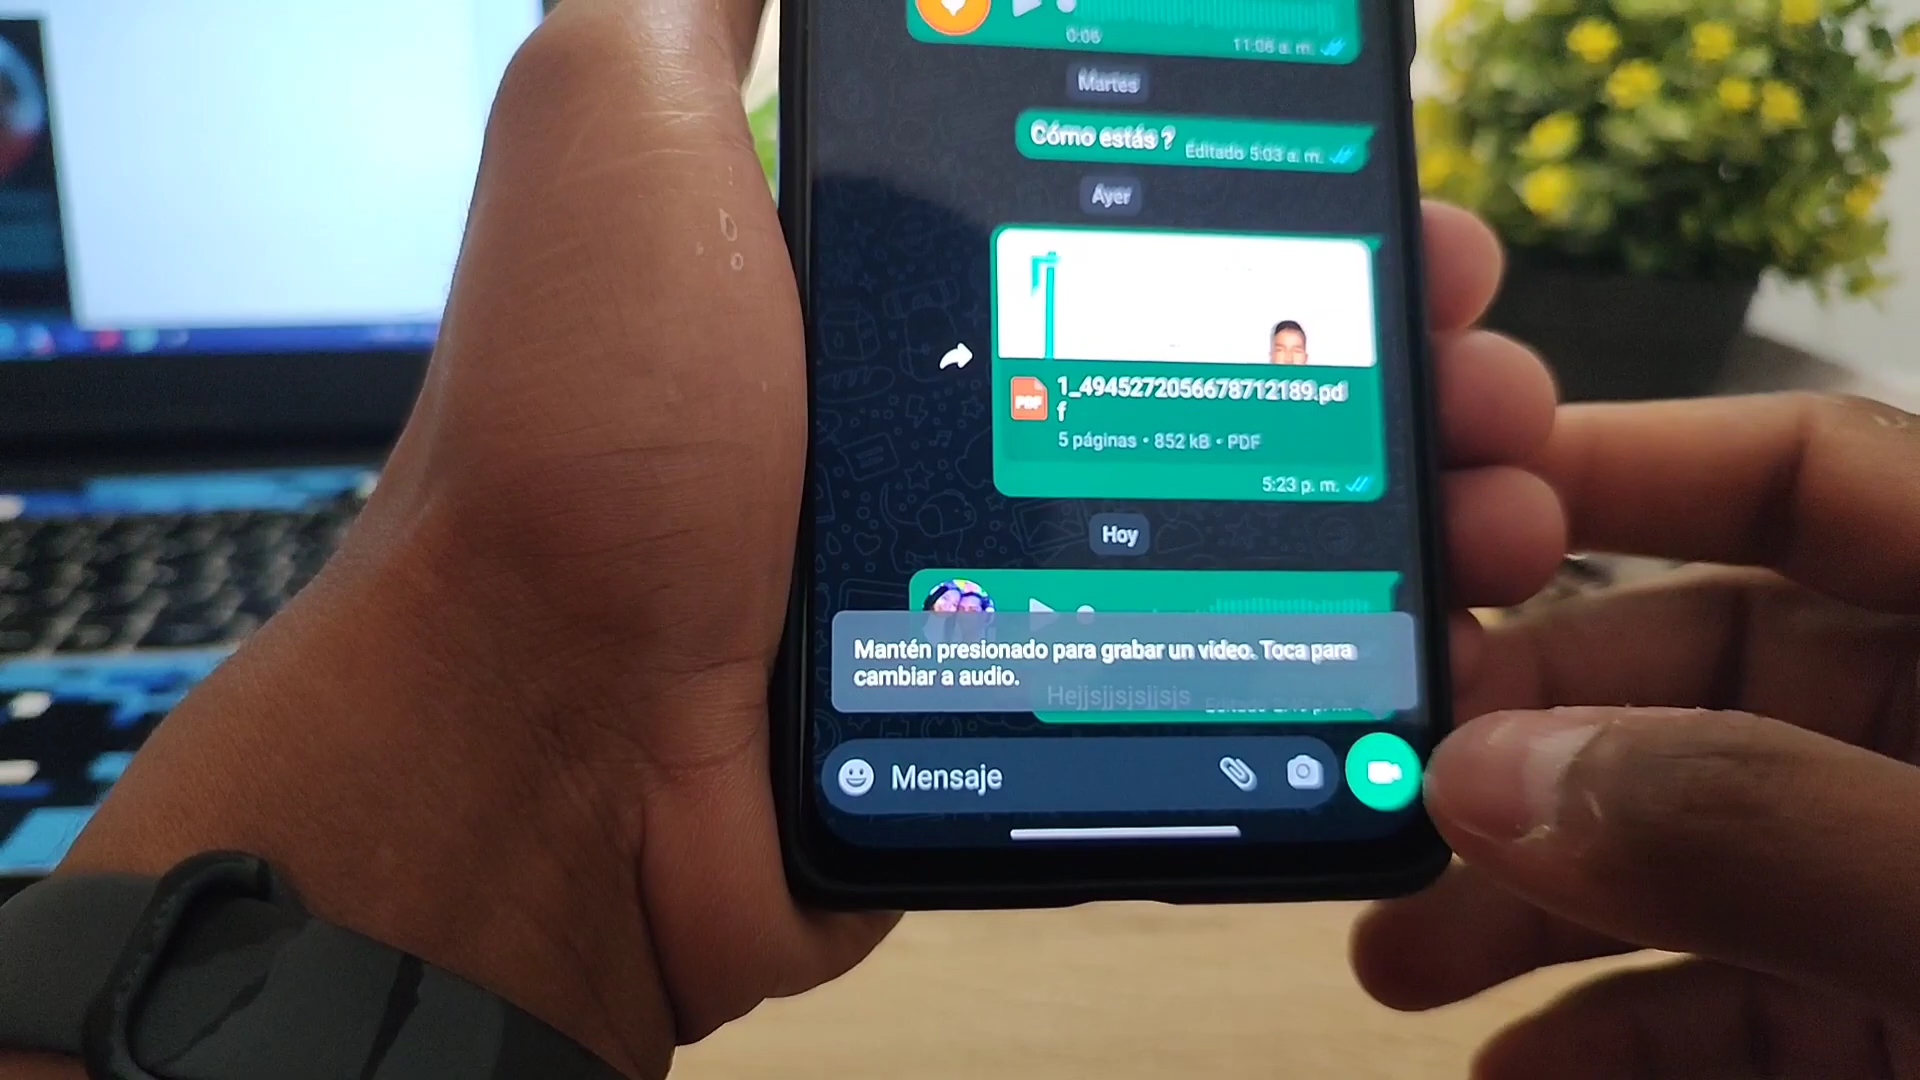 0:06
11:06 a. m.
Martes
Cómo estás ?
Editado 5:03 a. m.
Ayer
1_4945272056678712189.pd
f
PDF
5 páginas • 852 kB • PDF
5:23 p. m.
Hoy
Mantén presionado para grabar un video. Toca para
cambiar a audio.
Hejjsjjsjsjjsjs
Mensaje